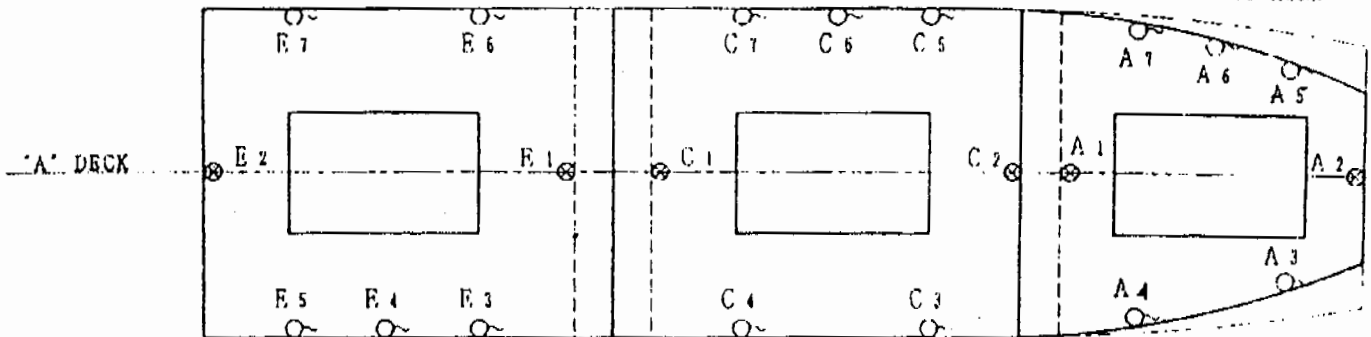 E 7 E 6 C 7 C 6 C 5 A 7 A 6 A 5
"A" DECK E 2 E 1 C 1 C 2 A 1 A 2
E 5 E 4 E 3 C 4 C 3 A 4 A 3